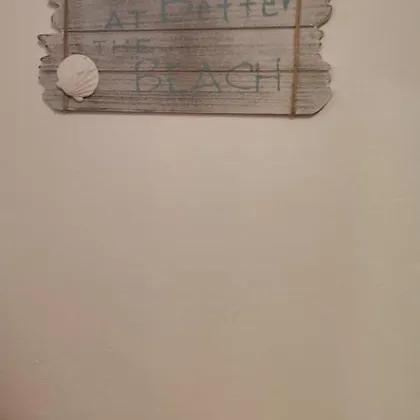 AT Better
THE
BEACH